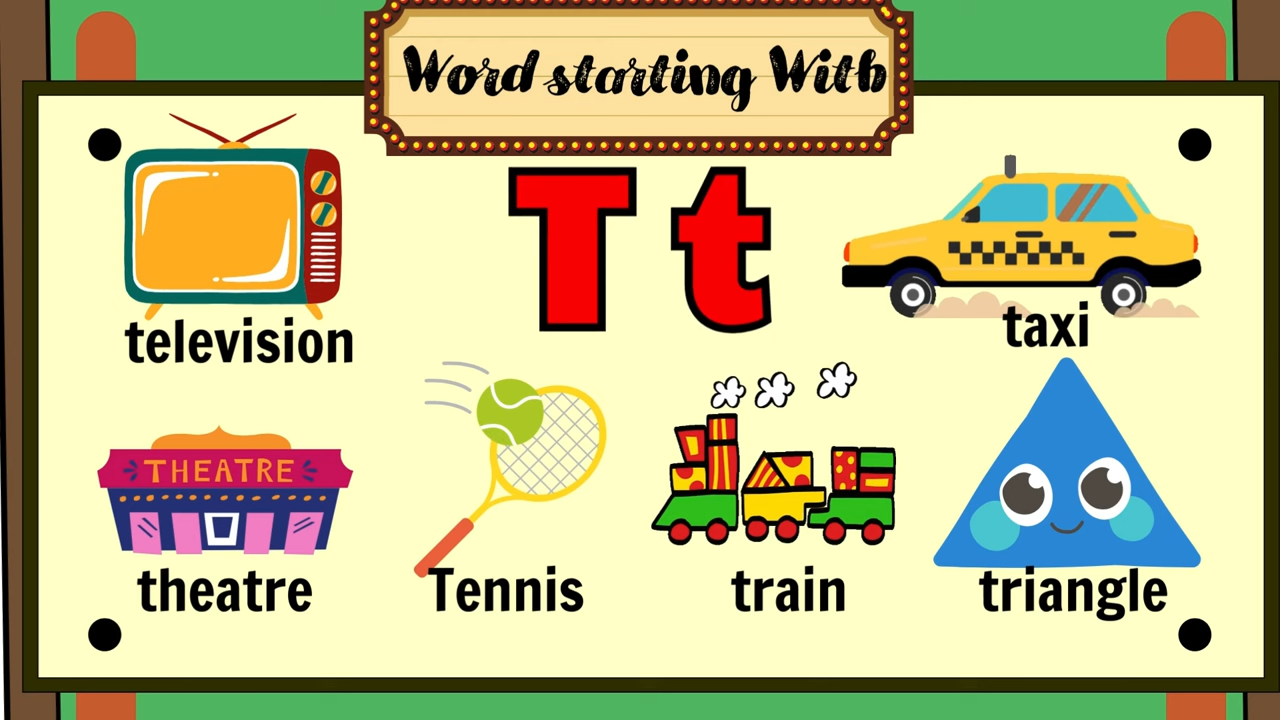 Word starting With
T t
television
taxi
THEATRE
theatre
Tennis
train
triangle